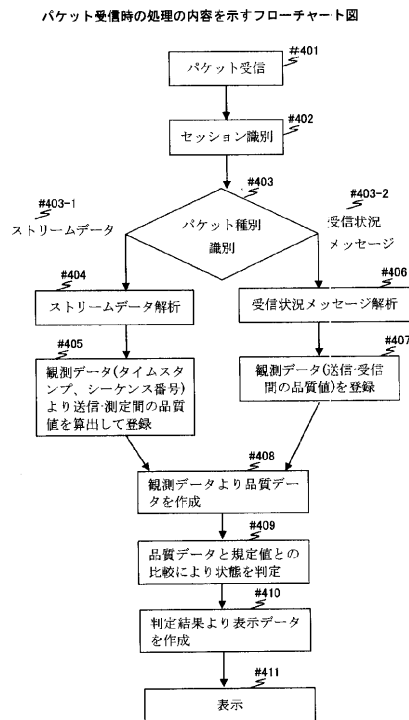 パケット受信時の処理の内容を示すフローチャート図
#401
パケット受信
#402
セッション識別
#403
パケット種別
識別
#403-1
ストリームデータ
#403-2
受信状況
メッセージ
#404
ストリームデータ解析
#406
受信状況メッセージ解析
#405
観測データ(タイムスタ
ンプ、シーケンス番号)
より送信・測定間の品質
値を算出して登録
#407
観測データ(送信・受信
間の品質値)を登録
#408
観測データより品質デー
タを作成
#409
品質データと規定値との
比較により状態を判定
#410
判定結果より表示データ
を作成
#411
表示